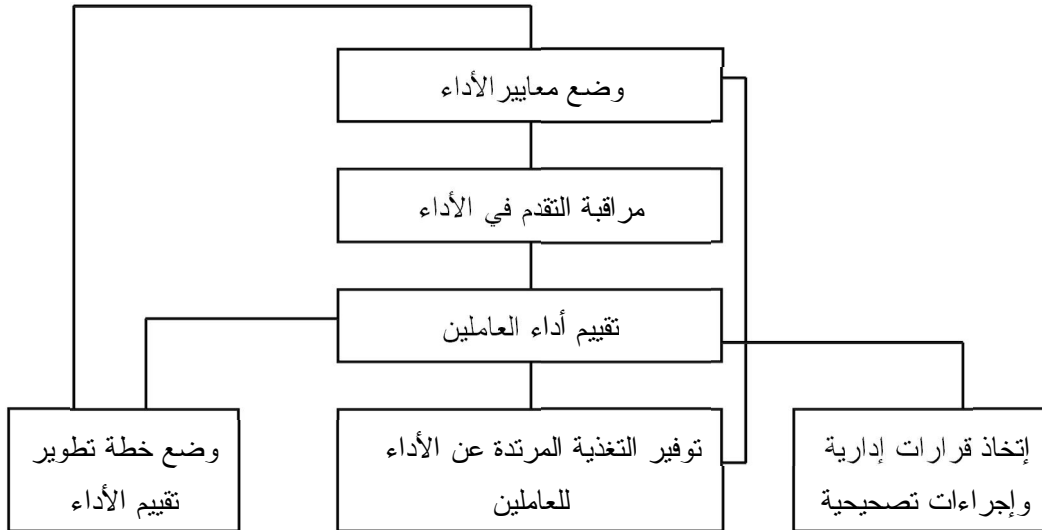 وضع معايير الأداء
مراقبة التقدم في الأداء
تقييم أداء العاملين
إتخاذ قرارات إدارية
وإجراءات تصحيحية
توفير التغذية المرتدة عن الأداء
للعاملين
وضع خطة تطوير
تقييم الأداء